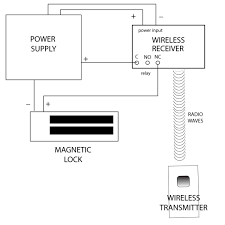 POWER
SUPPLY
power input
WIRELESS
RECEIVER
- +
+
C NO NC
relay
- +
MAGNETIC
LOCK
RADIO
WAVES
WIRELESS
TRANSMITTER